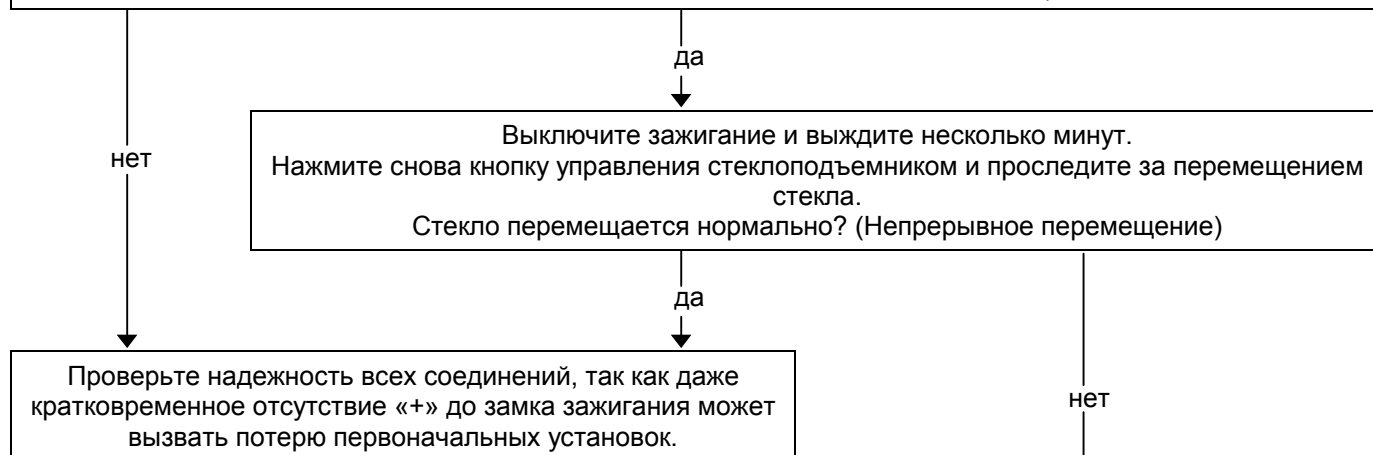 да
Выключите зажигание и выждите несколько минут.
нет
Нажмите снова кнопку управления стеклоподъемником и проследите за перемещением
стекла.
Стекло перемещается нормально? (Непрерывное перемещение)
да
Проверьте надежность всех соединений, так как даже
кратковременное отсутствие «+» до замка зажигания может
вызвать потерю первоначальных установок.
нет